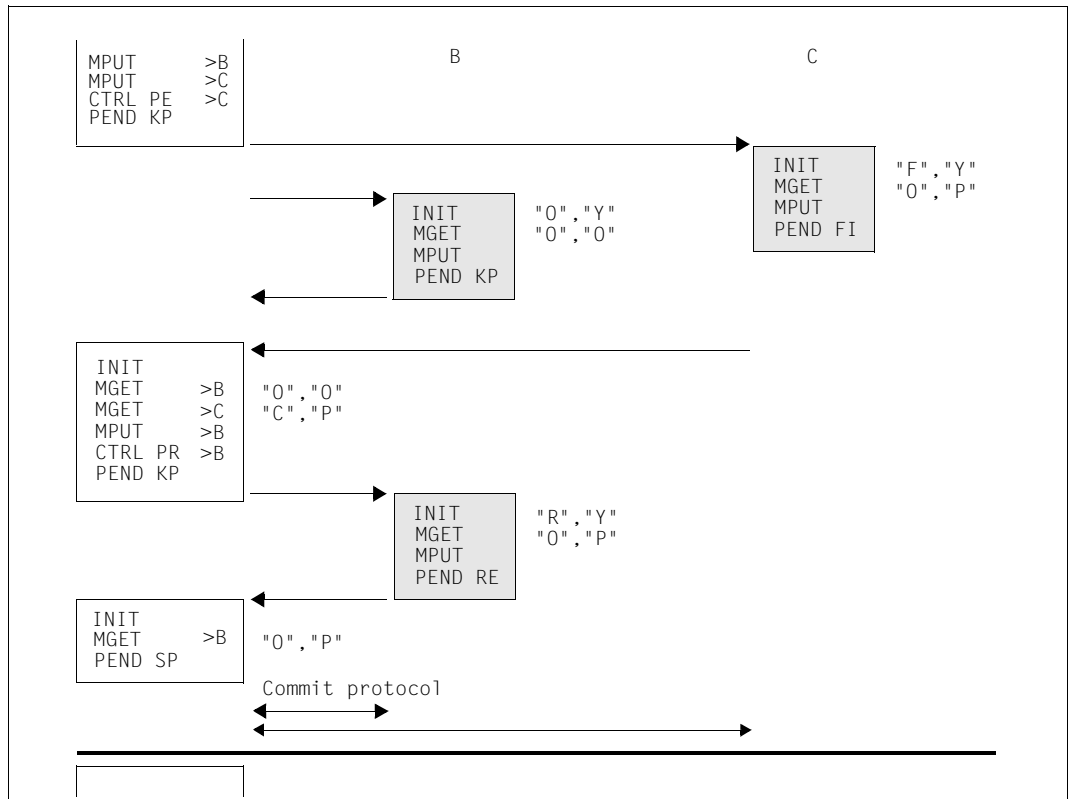 B
C
MPUT >B
MPUT >C
CTRL PE >C
PEND KP
INIT
MGET
MPUT
PEND FI
"F","Y"
"O","P"
INIT
MGET
MPUT
PEND KP
"O","Y"
"O","O"
INIT
MGET >B
MGET >C
MPUT >B
CTRL PR >B
PEND KP
"O","O"
"C","P"
INIT
MGET
MPUT
PEND RE
"R","Y"
"O","P"
INIT
MGET >B
PEND SP
"O","P"
Commit protocol